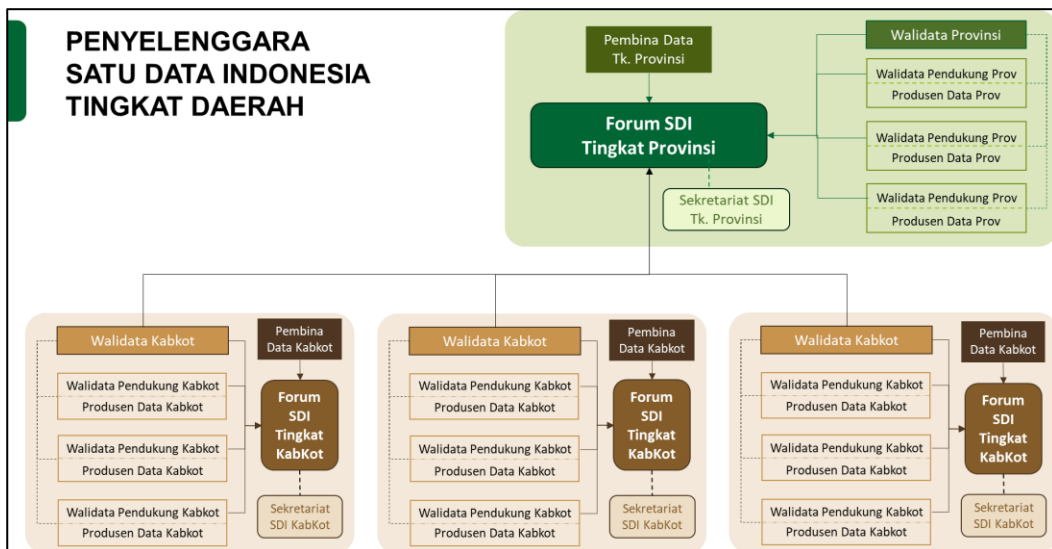 PENYELENGGARA
SATU DATA INDONESIA
TINGKAT DAERAH
Pembina Data
Tk. Provinsi
Forum SDI
Tingkat Provinsi
Sekretariat SDI
Tk. Provinsi
Walidata Provinsi
Walidata Pendukung Prov
Produsen Data Prov
Walidata Pendukung Prov
Produsen Data Prov
Walidata Pendukung Prov
Produsen Data Prov
Walidata Kabkot
Walidata Pendukung Kabkot
Produsen Data Kabkot
Walidata Pendukung Kabkot
Produsen Data Kabkot
Walidata Pendukung Kabkot
Produsen Data Kabkot
Pembina
Data Kabkot
Forum
SDI
Tingkat
KabKot
Sekretariat
SDI KabKot
Walidata Kabkot
Walidata Pendukung Kabkot
Produsen Data Kabkot
Walidata Pendukung Kabkot
Produsen Data Kabkot
Walidata Pendukung Kabkot
Produsen Data Kabkot
Pembina
Data Kabkot
Forum
SDI
Tingkat
KabKot
Sekretariat
SDI KabKot
Walidata Kabkot
Walidata Pendukung Kabkot
Produsen Data Kabkot
Walidata Pendukung Kabkot
Produsen Data Kabkot
Walidata Pendukung Kabkot
Produsen Data Kabkot
Pembina
Data Kabkot
Forum
SDI
Tingkat
KabKot
Sekretariat
SDI KabKot